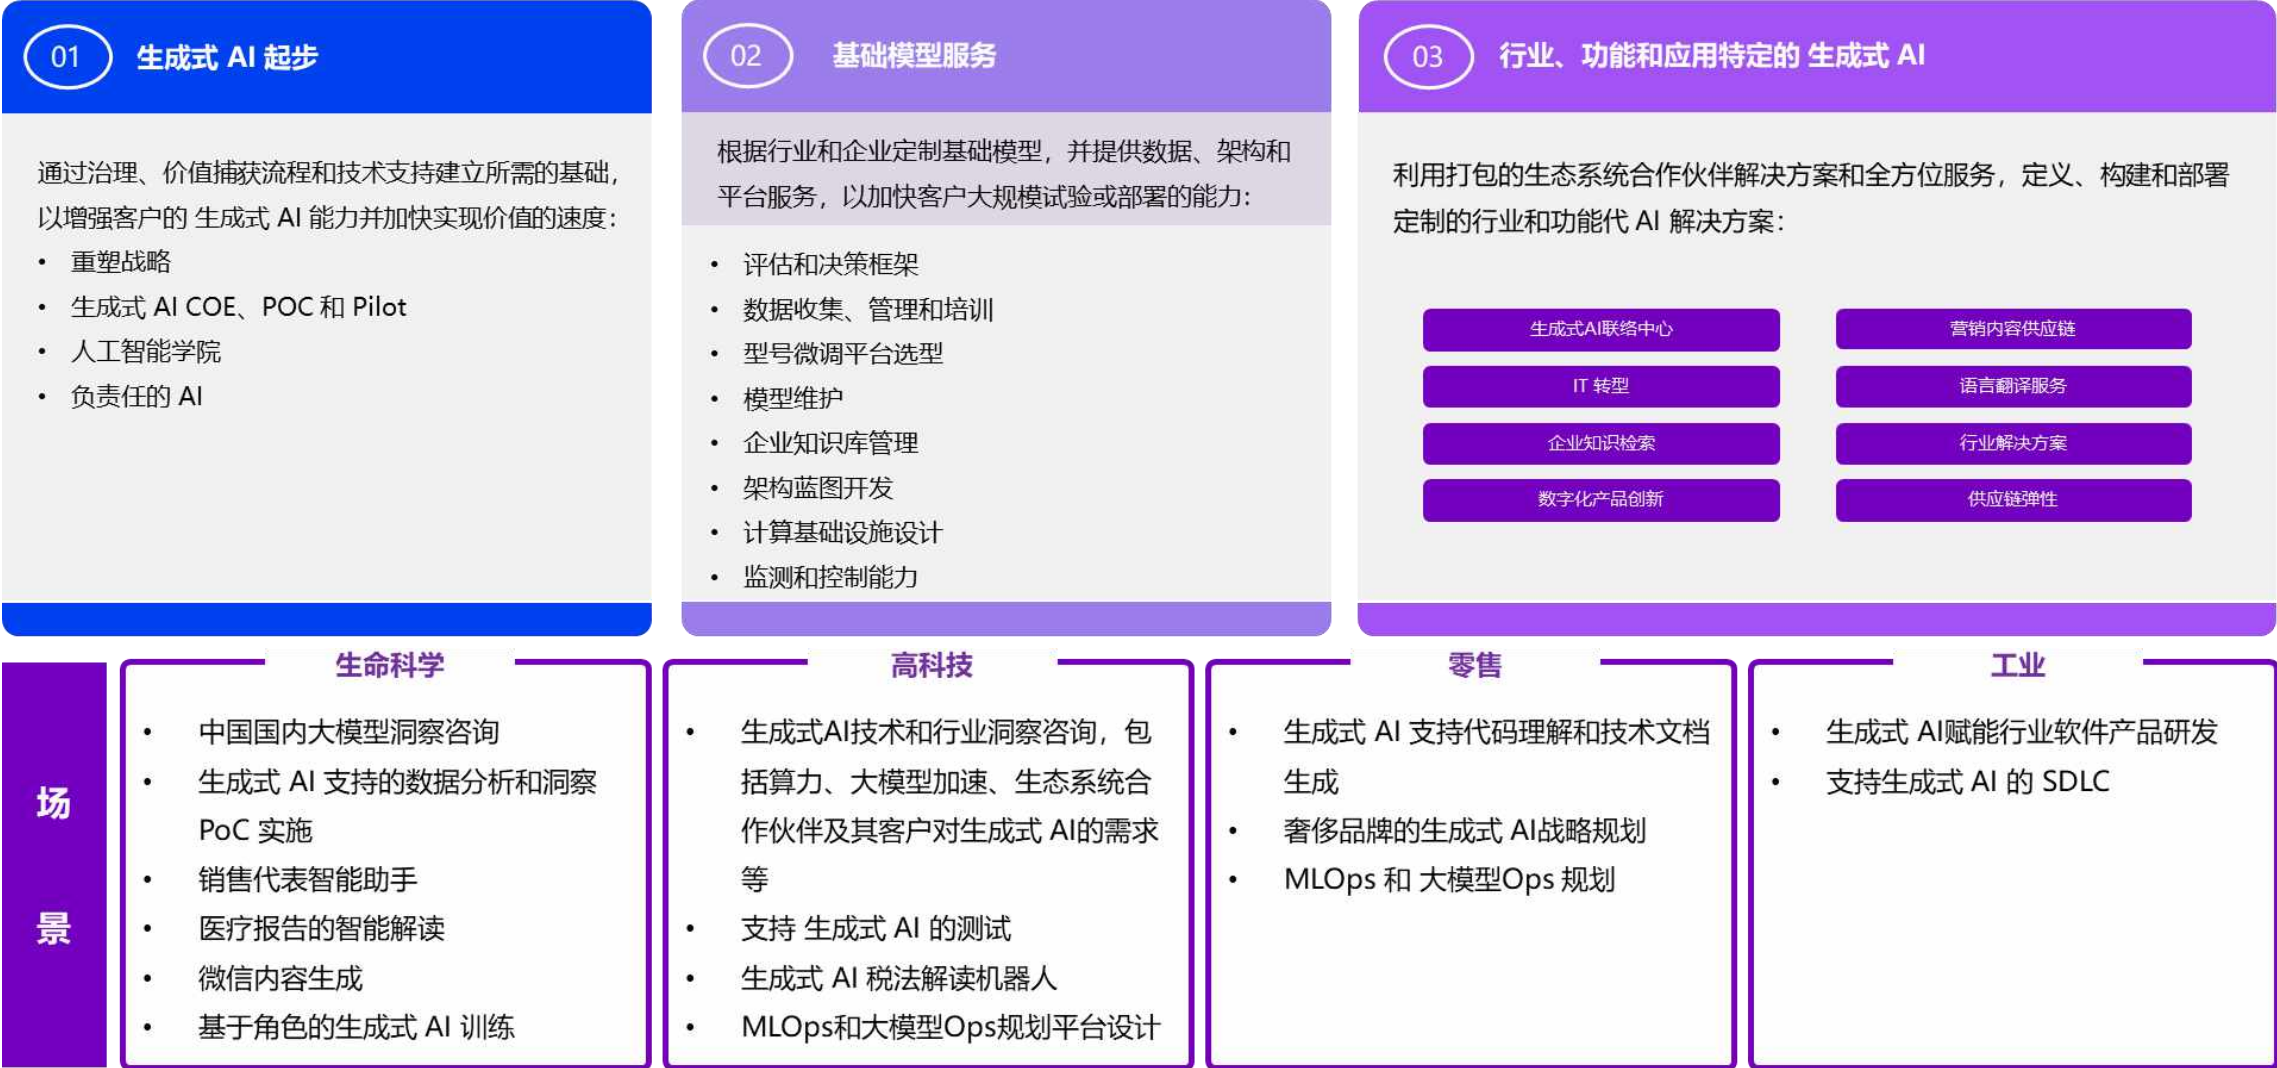 01 生成式 AI 起步
通过治理、价值捕获流程和技术支持建立所需的基础，
以增强客户的 生成式 AI 能力并加快实现价值的速度：
• 重塑战略
• 生成式 AI COE、POC 和 Pilot
• 人工智能学院
• 负责任的 AI
02 基础模型服务
根据行业和企业定制基础模型，并提供数据、架构和
平台服务，以加快客户大规模试验或部署的能力：
• 评估和决策框架
• 数据收集、管理和培训
• 型号微调平台选型
• 模型维护
• 企业知识库管理
• 架构蓝图开发
• 计算基础设施设计
• 监测和控制能力
03 行业、功能和应用特定的 生成式 AI
利用打包的生态系统合作伙伴解决方案和全方位服务，定义、构建和部署
定制的行业和功能代 AI 解决方案：
生成式AI联络中心
营销内容供应链
IT 转型
语言翻译服务
企业知识检索
行业解决方案
数字化产品创新
供应链弹性
场
景
生命科学
• 中国国内大模型洞察咨询
• 生成式 AI 支持的数据分析和洞察
PoC 实施
• 销售代表智能助手
• 医疗报告的智能解读
• 微信内容生成
• 基于角色的生成式 AI 训练
高科技
• 生成式AI技术和行业洞察咨询，包
括算力、大模型加速、生态系统合
作伙伴及其客户对生成式 AI的需求
等
• 支持 生成式 AI 的测试
• 生成式 AI 税法解读机器人
• MLOps和大模型Ops规划平台设计
零售
• 生成式 AI 支持代码理解和技术文档
生成
• 奢侈品牌的生成式 AI战略规划
• MLOps 和 大模型Ops 规划
工业
• 生成式 AI赋能行业软件产品研发
• 支持生成式 AI 的 SDLC